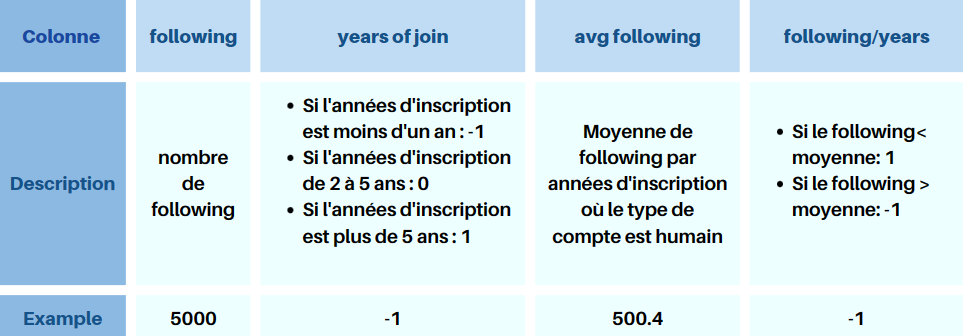 Colonne
following
years of join
avg following
following/years
Description
nombre
de
following
• Si l'années d'inscription
est moins d'un an : -1
• Si l'années d'inscription
de 2 à 5 ans : 0
• Si l'années d'inscription
est plus de 5 ans : 1
Moyenne de
following par
années d'inscription
où le type de
compte est humain
• Si le following<
moyenne: 1
• Si le following >
moyenne: -1
Example
5000
-1
500.4
-1